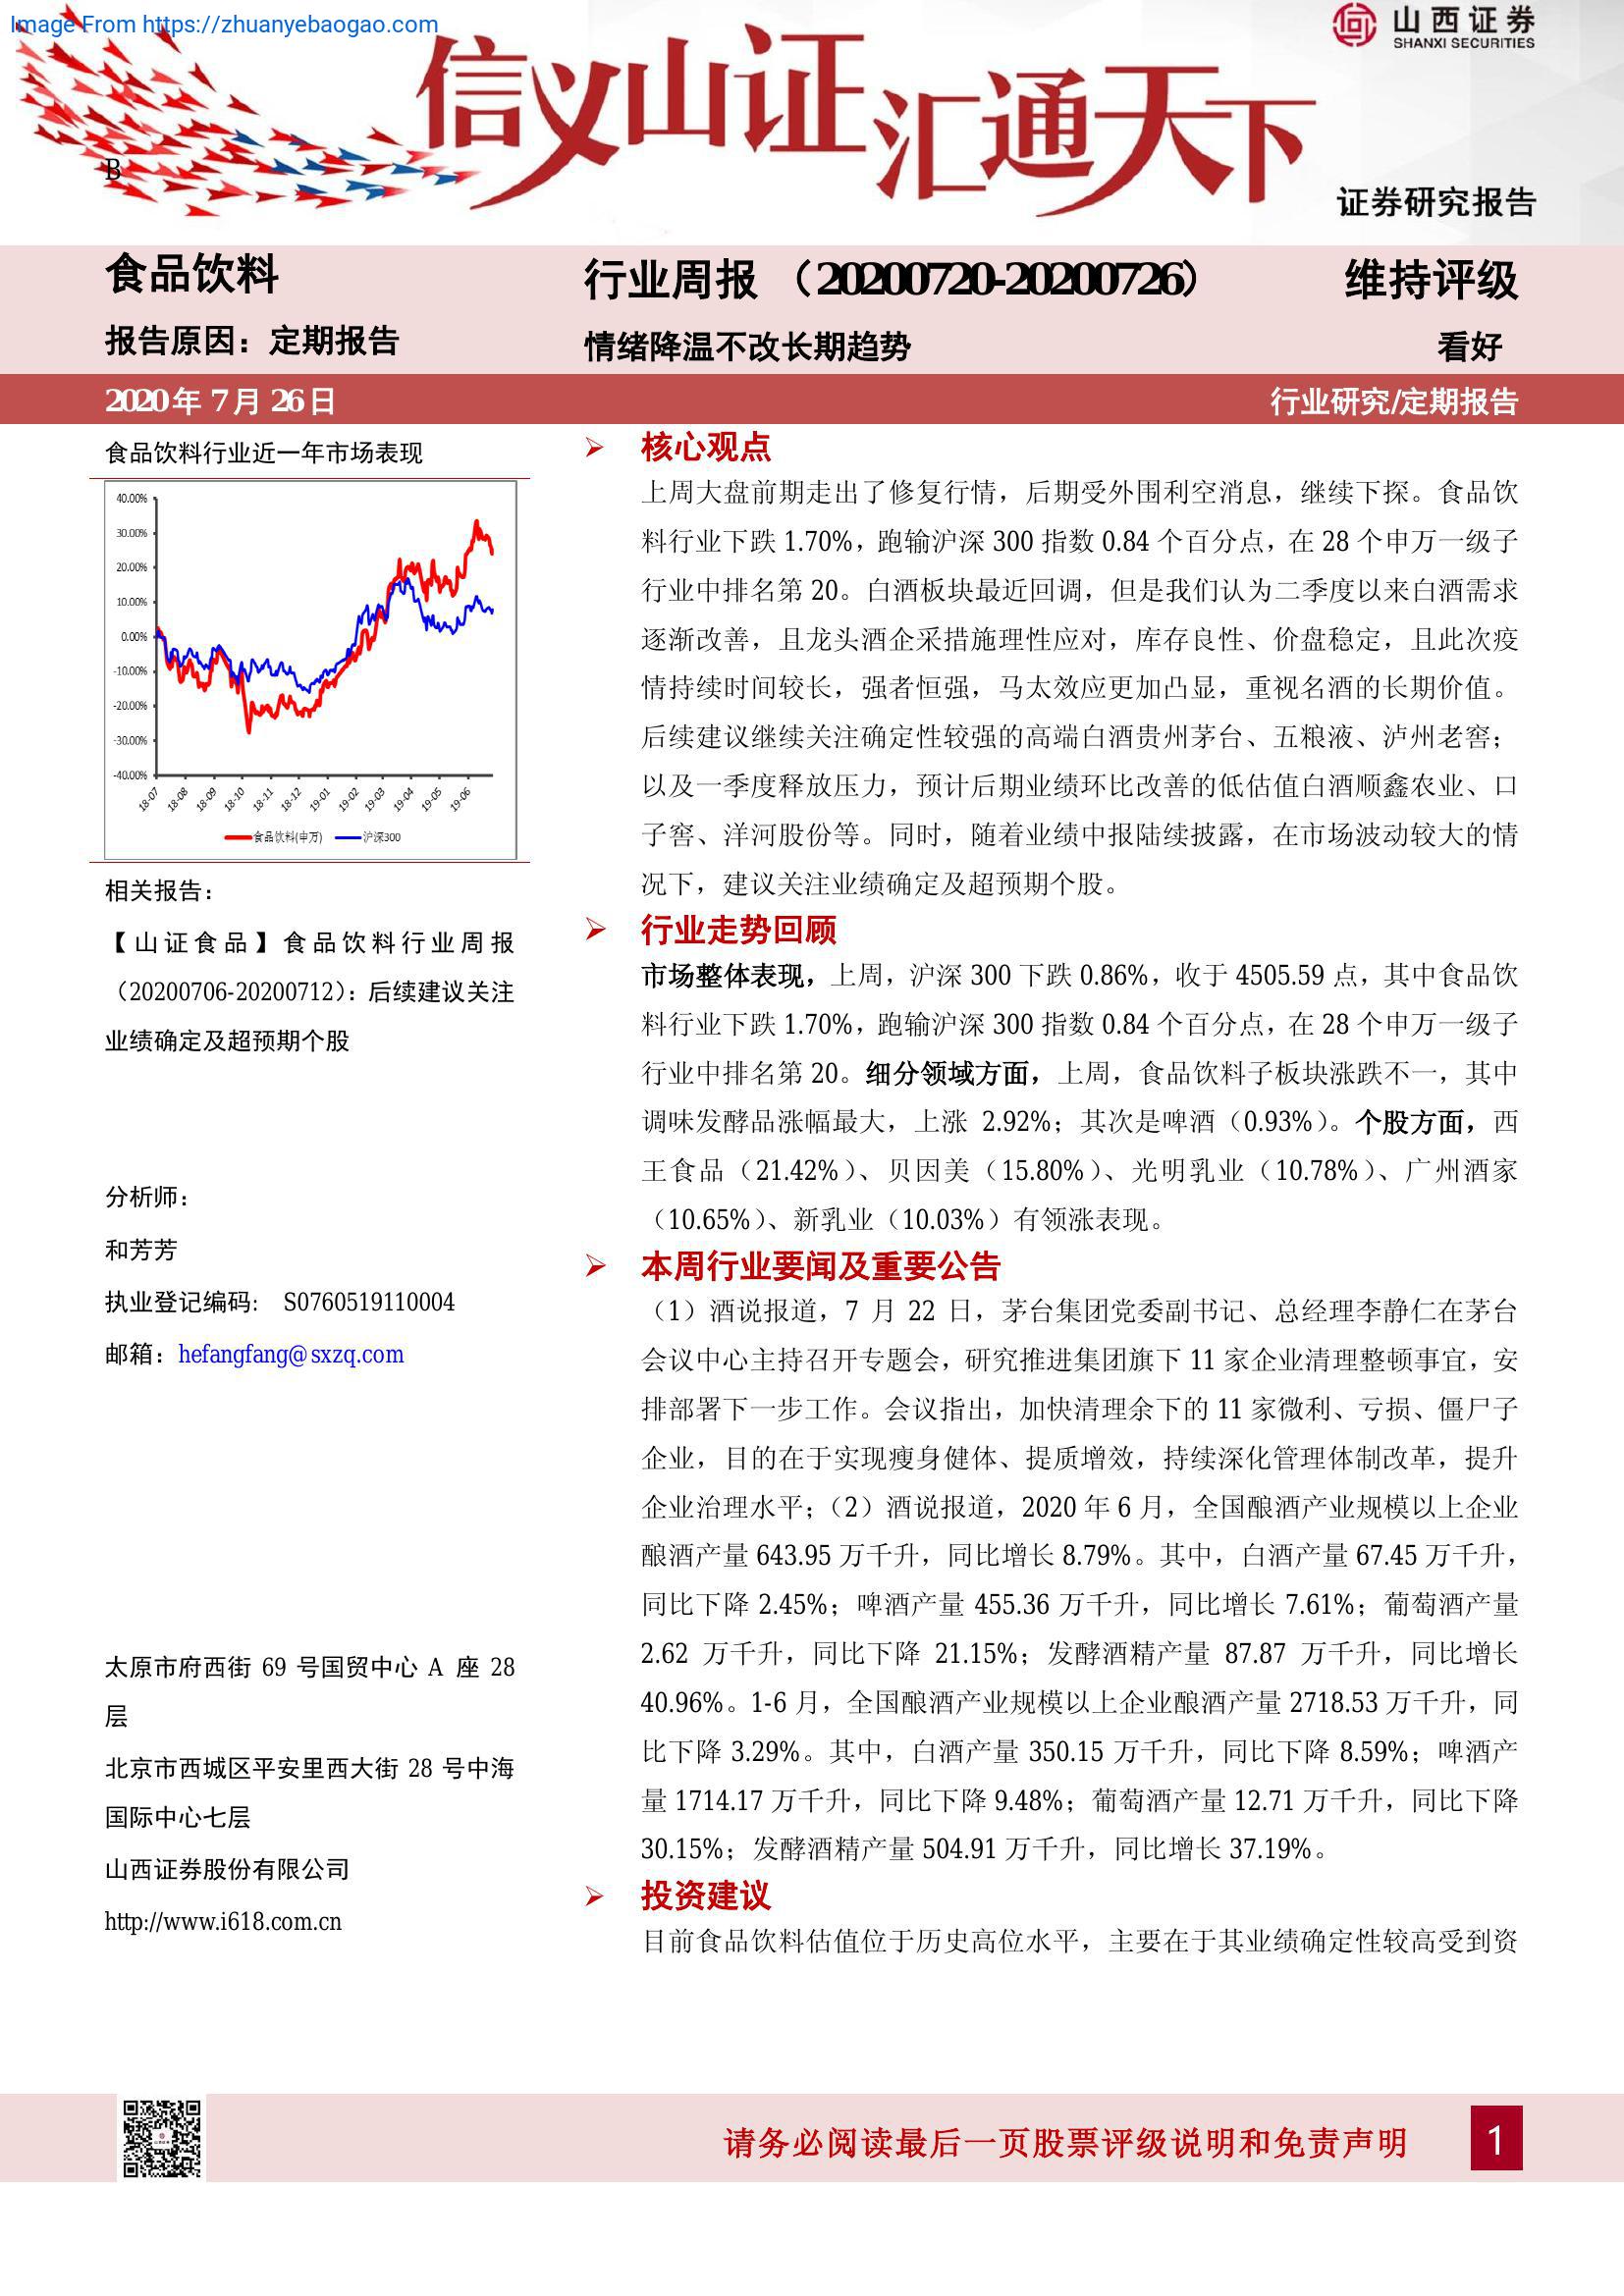 Image From https://zhuanyebaogao.com
山西证券
SHANXI SECURITIES
信义山证汇通天下
B
证券研究报告
食品饮料
行业周报（20200720-20200726）
维持评级
报告原因：定期报告
情绪降温不改长期趋势
看好
2020年7月26日
行业研究/定期报告
食品饮料行业近一年市场表现
40.00%
30.00%
20.00%
10.00%
0.00%
-10.00%
-20.00%
-30.00%
-40.00%
18-07 18-08 18-09 18-10 18-11 18-12 19-01 19-02 19-03 19-04 19-05 19-06
食品饮料(申万) 沪深300
相关报告：
【山证食品】食品饮料行业周报
（20200706-20200712）：后续建议关注
业绩确定及超预期个股
分析师：
和芳芳
执业登记编码： S0760519110004
邮箱：hefangfang@sxzq.com
太原市府西街 69 号国贸中心 A 座 28
层
北京市西城区平安里西大街 28 号中海
国际中心七层
山西证券股份有限公司
http://www.i618.com.cn
核心观点
上周大盘前期走出了修复行情，后期受外围利空消息，继续下探。食品饮
料行业下跌 1.70%，跑输沪深 300 指数 0.84 个百分点，在 28 个申万一级子
行业中排名第 20。白酒板块最近回调，但是我们认为二季度以来白酒需求
逐渐改善，且龙头酒企采措施理性应对，库存良性、价盘稳定，且此次疫
情持续时间较长，强者恒强，马太效应更加凸显，重视名酒的长期价值。
后续建议继续关注确定性较强的高端白酒贵州茅台、五粮液、泸州老窖；
以及一季度释放压力，预计后期业绩环比改善的低估值白酒顺鑫农业、口
子窖、洋河股份等。同时，随着业绩中报陆续披露，在市场波动较大的情
况下，建议关注业绩确定及超预期个股。
行业走势回顾
市场整体表现，上周，沪深 300 下跌 0.86%，收于 4505.59 点，其中食品饮
料行业下跌 1.70%，跑输沪深 300 指数 0.84 个百分点，在 28 个申万一级子
行业中排名第 20。细分领域方面，上周，食品饮料子板块涨跌不一，其中
调味发酵品涨幅最大，上涨 2.92%；其次是啤酒（0.93%）。个股方面，西
王食品（21.42%）、贝因美（15.80%）、光明乳业（10.78%）、广州酒家
（10.65%）、新乳业（10.03%）有领涨表现。
本周行业要闻及重要公告
（1）酒说报道，7 月 22 日，茅台集团党委副书记、总经理李静仁在茅台
会议中心主持召开专题会，研究推进集团旗下 11 家企业清理整顿事宜，安
排部署下一步工作。会议指出，加快清理余下的 11 家微利、亏损、僵尸子
企业，目的在于实现瘦身健体、提质增效，持续深化管理体制改革，提升
企业治理水平；（2）酒说报道，2020 年 6 月，全国酿酒产业规模以上企业
酿酒产量 643.95 万千升，同比增长 8.79%。其中，白酒产量 67.45 万千升，
同比下降 2.45%；啤酒产量 455.36 万千升，同比增长 7.61%；葡萄酒产量
2.62 万千升，同比下降 21.15%；发酵酒精产量 87.87 万千升，同比增长
40.96%。1-6 月，全国酿酒产业规模以上企业酿酒产量 2718.53 万千升，同
比下降 3.29%。其中，白酒产量 350.15 万千升，同比下降 8.59%；啤酒产
量 1714.17 万千升，同比下降 9.48%；葡萄酒产量 12.71 万千升，同比下降
30.15%；发酵酒精产量 504.91 万千升，同比增长 37.19%。
投资建议
目前食品饮料估值位于历史高位水平，主要在于其业绩确定性较高受到资
请务必阅读最后一页股票评级说明和免责声明
1